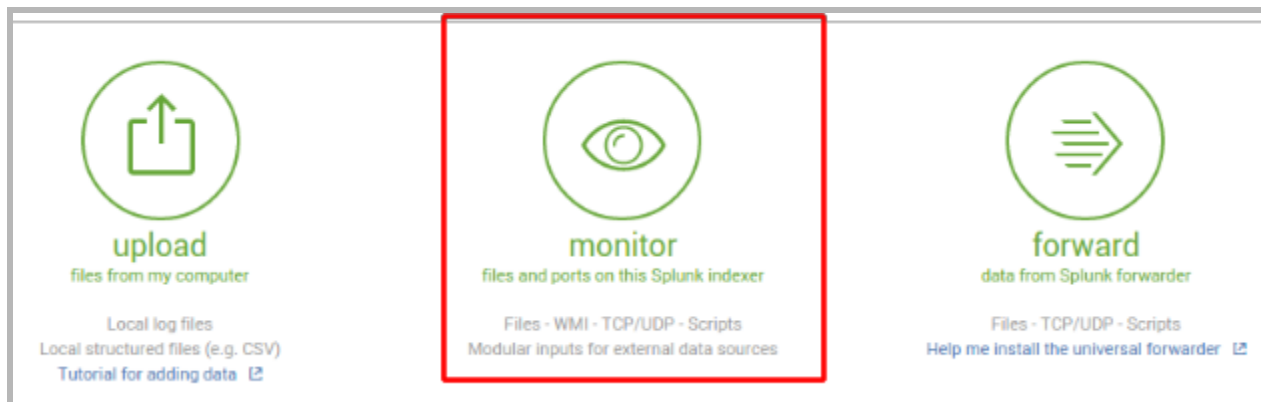 upload
files from my computer
Local log files
Local structured files (e.g. CSV)
Tutorial for adding data
monitor
files and ports on this Splunk indexer
Files - WMI - TCP/UDP - Scripts
Modular inputs for external data sources
forward
data from Splunk forwarder
Files - TCP/UDP - Scripts
Help me install the universal forwarder